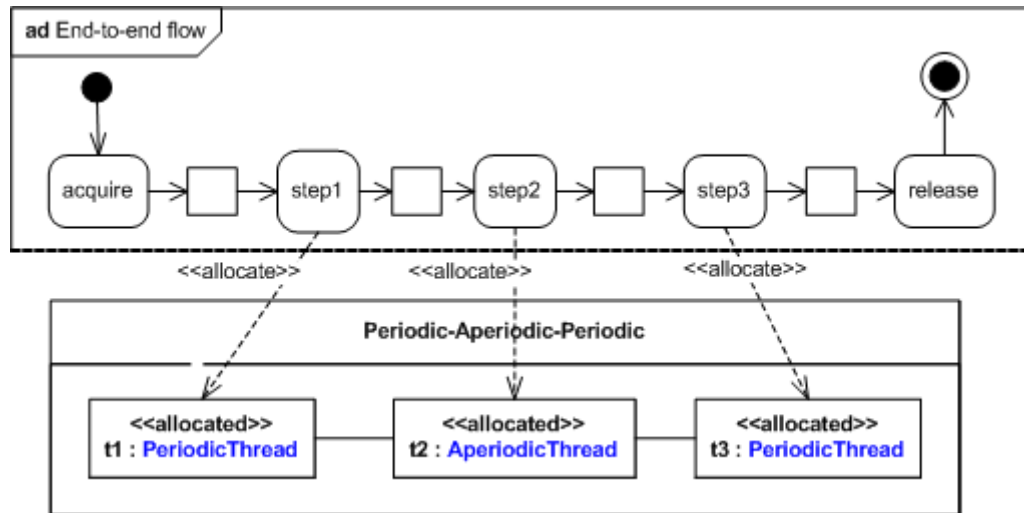 ad End-to-end flow
acquire
step1
step2
step3
release
<<allocate>>
<<allocate>>
<<allocate>>
Periodic-Aperiodic-Periodic
<<allocated>>
t1 : PeriodicThread
<<allocated>>
t2 : AperiodicThread
<<allocated>>
t3 : PeriodicThread